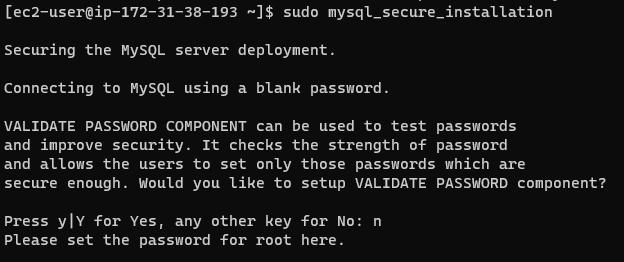 [ec2-user@ip-172-31-38-193 ~]$ sudo mysql_secure_installation
Securing the MySQL server deployment.
Connecting to MySQL using a blank password.
VALIDATE PASSWORD COMPONENT can be used to test passwords
and improve security. It checks the strength of password
and allows the users to set only those passwords which are
secure enough. Would you like to setup VALIDATE PASSWORD component?
Press y|Y for Yes, any other key for No: n
Please set the password for root here.